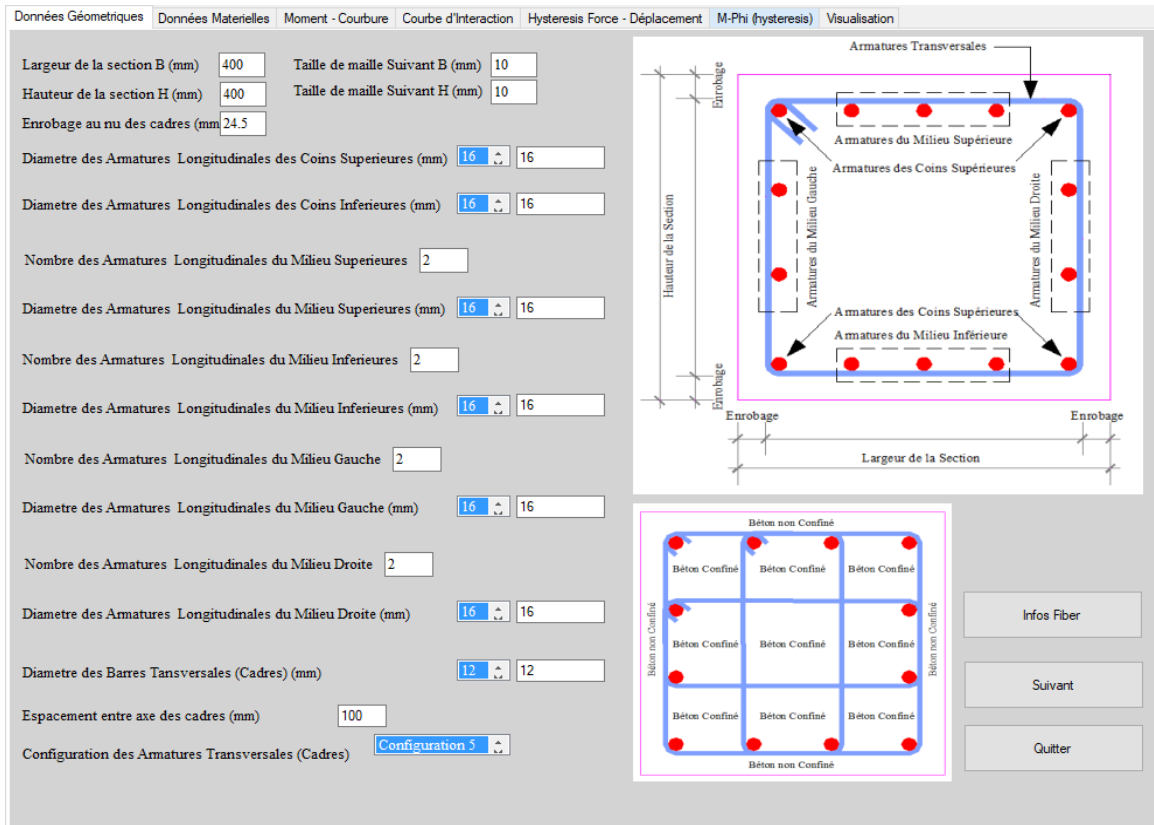 Données Géometriques
Données Materielles
Moment - Courbure
Courbe d'Interaction
Hysteresis Force - Déplacement
M-Phi (hysteresis)
Visualisation
Largeur de la section B (mm) 400 Taille de maille Suivant B (mm) 10
Hauteur de la section H (mm) 400 Taille de maille Suivant H (mm) 10
Enrobage au nu des cadres (mm 24.5
Diametre des Armatures Longitudinales des Coins Superieures (mm) 16 16
Diametre des Armatures Longitudinales des Coins Inferieures (mm) 16 16
Nombre des Armatures Longitudinales du Milieu Superieures 2
Diametre des Armatures Longitudinales du Milieu Superieures (mm) 16 16
Nombre des Armatures Longitudinales du Milieu Inferieures 2
Diametre des Armatures Longitudinales du Milieu Inferieures (mm) 16 16
Nombre des Armatures Longitudinales du Milieu Gauche 2
Diametre des Armatures Longitudinales du Milieu Gauche (mm) 16 16
Nombre des Armatures Longitudinales du Milieu Droite 2
Diametre des Armatures Longitudinales du Milieu Droite (mm) 16 16
Diametre des Barres Tansversales (Cadres) (mm) 12 12
Espacement entre axe des cadres (mm) 100
Configuration des Armatures Transversales (Cadres) Configuration 5
Armatures Transversales
Enrobage
Armatures du Milieu Supérieure
Armatures des Coins Supérieures
Hauteur de la Section
Armatures du Milieu Gauche
Armatures du Milieu Droite
Armatures des Coins Supérieures
Armatures du Milieu Inférieure
Enrobage
Enrobage Enrobage
Largeur de la Section
Béton non Confiné
Béton Confiné Béton Confiné Béton Confiné
Béton non Confiné
Béton Confiné Béton Confiné Béton Confiné
Béton non Confiné
Béton Confiné Béton Confiné Béton Confiné
Béton non Confiné
Infos Fiber
Suivant
Quitter